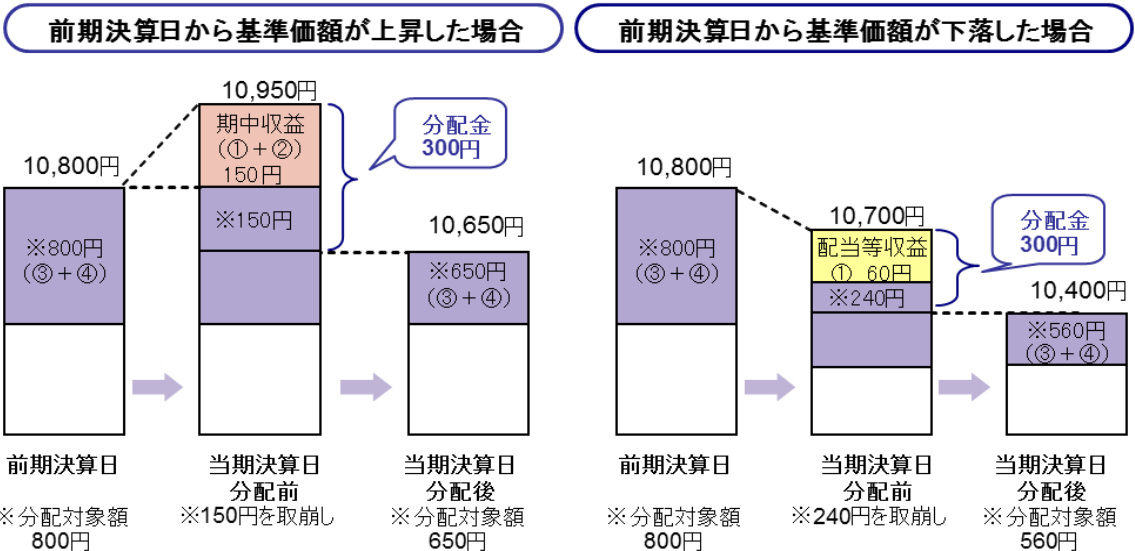 前期決算日から基準価額が上昇した場合
10,950円
期中収益
（①＋②）
150円
分配金
300円
10,800円
※150円
10,650円
※800円
（③＋④）
※650円
（③＋④）
前期決算日
当期決算日
分配前
当期決算日
分配後
※分配対象額
800円
※150円を取崩し
※分配対象額
650円
前期決算日から基準価額が下落した場合
10,800円
10,700円
配当等収益
① 60円
分配金
300円
※800円
（③＋④）
※240円
10,400円
※560円
（③＋④）
前期決算日
当期決算日
分配前
当期決算日
分配後
※分配対象額
800円
※240円を取崩し
※分配対象額
560円